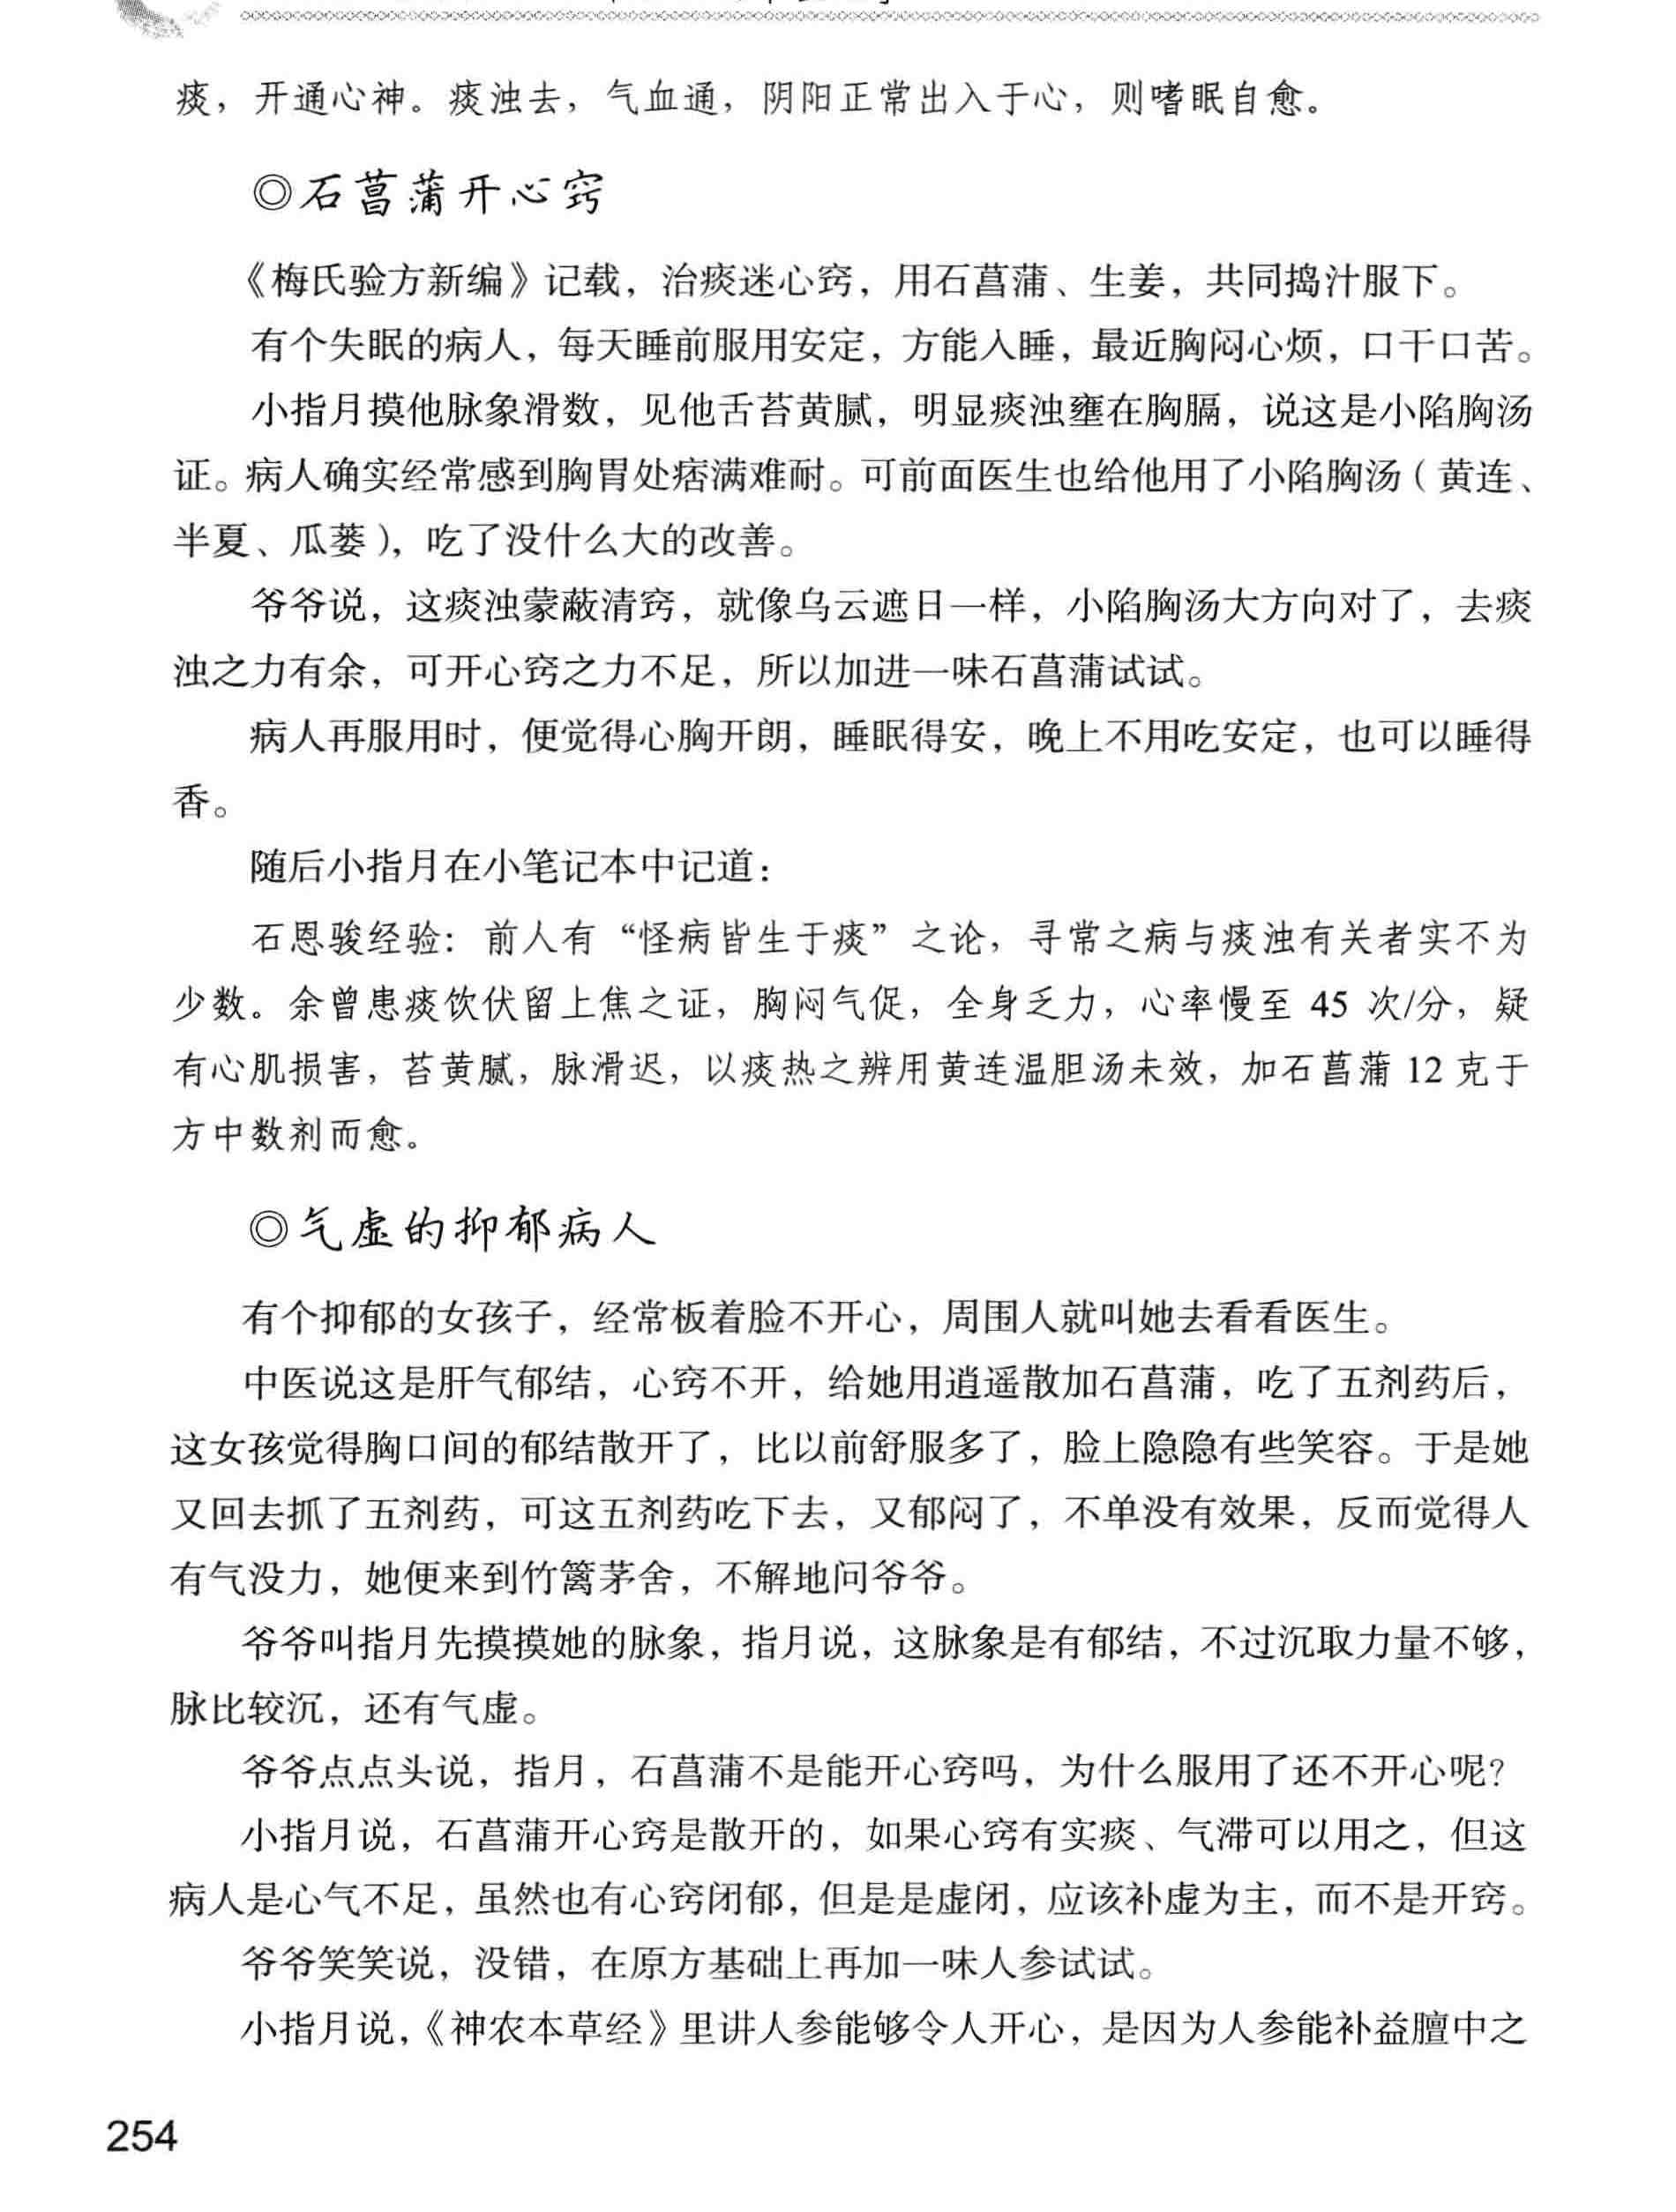 痰，开通心神。痰浊去，气血通，阴阳正常出入于心，则嗜眠自愈。
◎石菖蒲开心窍
《梅氏验方新编》记载，治痰迷心窍，用石菖蒲、生姜，共同捣汁服下。
有个失眠的病人，每天睡前服用安定，方能入睡，最近胸闷心烦，口干口苦。
小指月摸他脉象滑数，见他舌苔黄腻，明显痰浊壅在胸膈，说这是小陷胸汤
证。病人确实经常感到胸胃处痞满难耐。可前面医生也给他用了小陷胸汤（黄连、
半夏、瓜蒌），吃了没什么大的改善。
爷爷说，这痰浊蒙蔽清窍，就像乌云遮日一样，小陷胸汤大方向对了，去痰
浊之力有余，可开心窍之力不足，所以加进一味石菖蒲试试。
病人再服用时，便觉得心胸开朗，睡眠得安，晚上不用吃安定，也可以睡得
香。
随后小指月在小笔记本中记道：
石恩骏经验：前人有“怪病皆生于痰”之论，寻常之病与痰浊有关者实不为
少数。余曾患痰饮伏留上焦之证，胸闷气促，全身乏力，心率慢至 45 次/分，疑
有心肌损害，苔黄腻，脉滑迟，以痰热之辨用黄连温胆汤未效，加石菖蒲 12 克于
方中数剂而愈。
◎气虚的抑郁病人
有个抑郁的女孩子，经常板着脸不开心，周围人就叫她去看看医生。
中医说这是肝气郁结，心窍不开，给她用逍遥散加石菖蒲，吃了五剂药后，
这女孩觉得胸口间的郁结散开了，比以前舒服多了，脸上隐隐有些笑容。于是她
又回去抓了五剂药，可这五剂药吃下去，又郁闷了，不单没有效果，反而觉得人
有气没力，她便来到竹篱茅舍，不解地问爷爷。
爷爷叫指月先摸摸她的脉象，指月说，这脉象是有郁结，不过沉取力量不够，
脉比较沉，还有气虚。
爷爷点点头说，指月，石菖蒲不是能开心窍吗，为什么服用了还不开心呢？
小指月说，石菖蒲开心窍是散开的，如果心窍有实痰、气滞可以用之，但这
病人是心气不足，虽然也有心窍闭郁，但是是虚闭，应该补虚为主，而不是开窍。
爷爷笑笑说，没错，在原方基础上再加一味人参试试。
小指月说，《神农本草经》里讲人参能够令人开心，是因为人参能补益膻中之
254